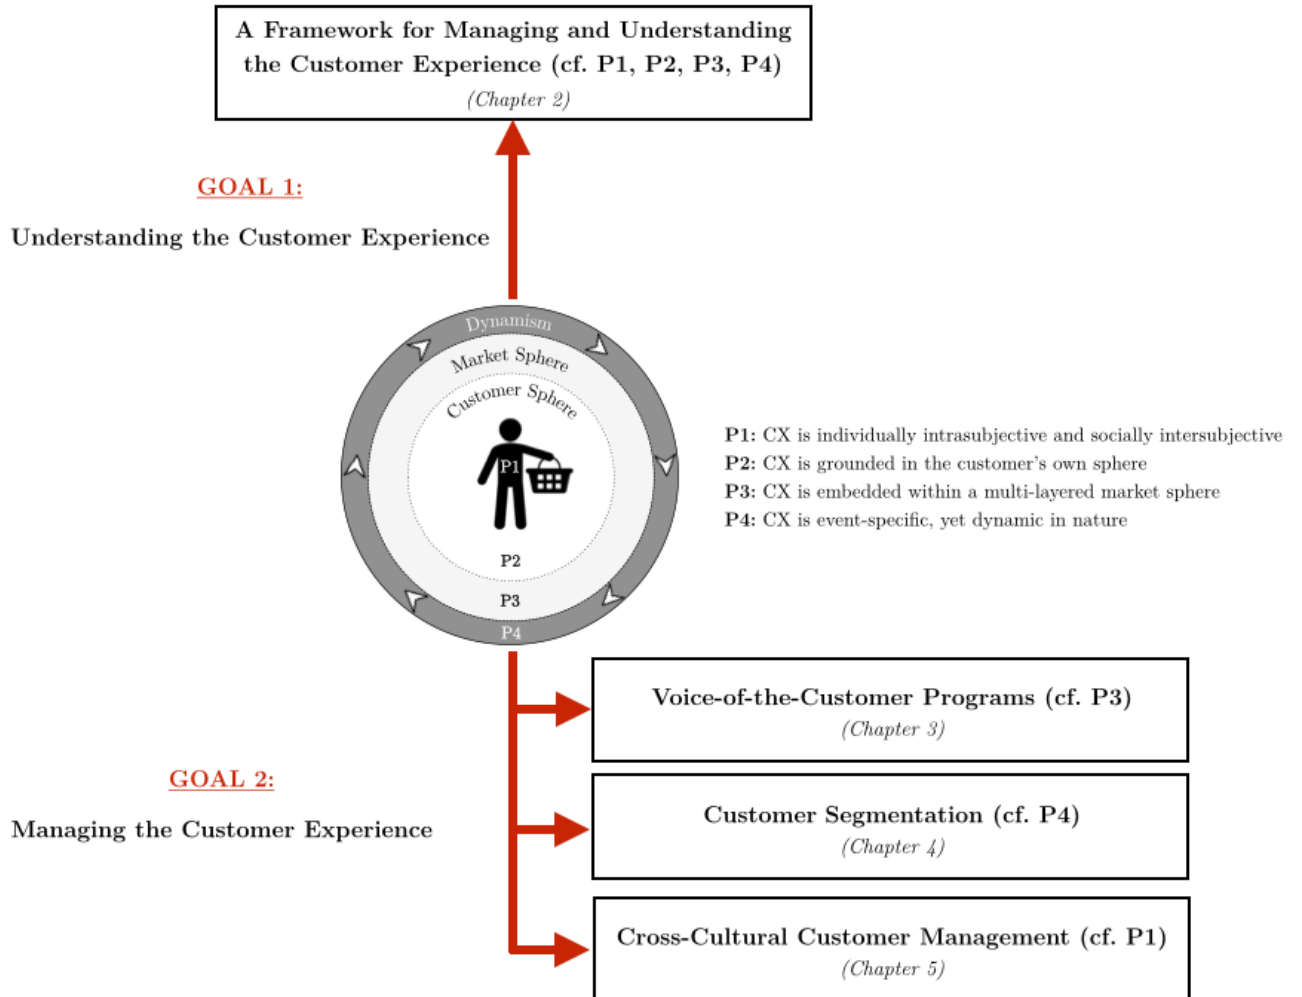 A Framework for Managing and Understanding
the Customer Experience (cf. P1, P2, P3, P4)
(Chapter 2)
GOAL 1:
Understanding the Customer Experience
Dynamism
Market Sphere
Customer Sphere
P1
P2
P3
P4
P1: CX is individually intrasubjective and socially intersubjective
P2: CX is grounded in the customer's own sphere
P3: CX is embedded within a multi-layered market sphere
P4: CX is event-specific, yet dynamic in nature
GOAL 2:
Managing the Customer Experience
Voice-of-the-Customer Programs (cf. P3)
(Chapter 3)
Customer Segmentation (cf. P4)
(Chapter 4)
Cross-Cultural Customer Management (cf. P1)
(Chapter 5)